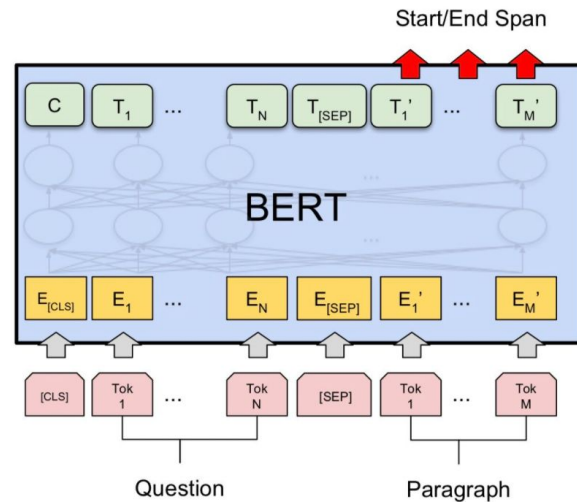 Start/End Span
C T1 ... TN T[SEP] T1' ... TM'
...
BERT
...
E[CLS] E1 ... EN E[SEP] E1' ... EM'
[CLS] Tok 1 ... Tok N [SEP] Tok 1 ... Tok M
Question Paragraph